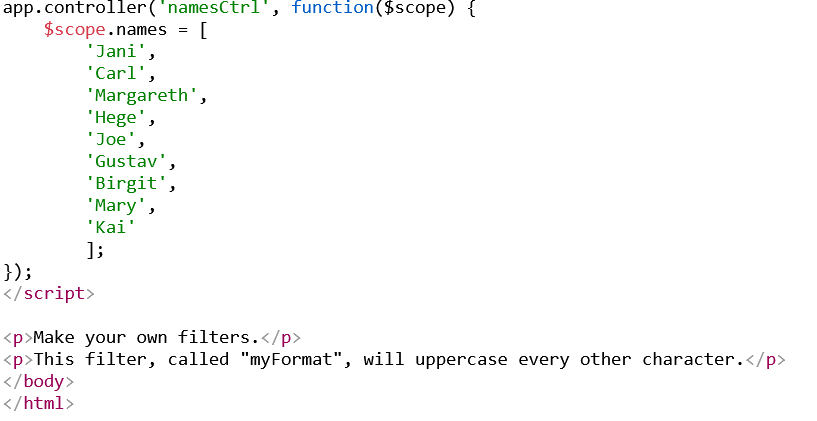 app.controller('namesCtrl', function($scope) {
    $scope.names = [
        'Jani',
        'Carl',
        'Margareth',
        'Hege',
        'Joe',
        'Gustav',
        'Birgit',
        'Mary',
        'Kai'
        ];
});
</script>

<p>Make your own filters.</p>
<p>This filter, called "myFormat", will uppercase every other character.</p>
</body>
</html>